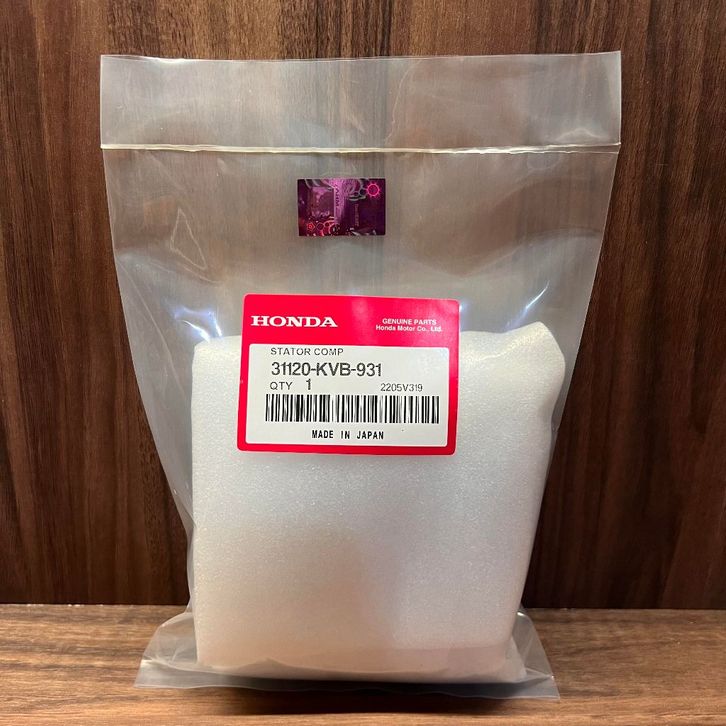 HONDA
GENUINE PARTS
Honda Motor Co., Ltd.
STATOR COMP
31120-KVB-931
QTY 1 2205V319
MADE IN JAPAN